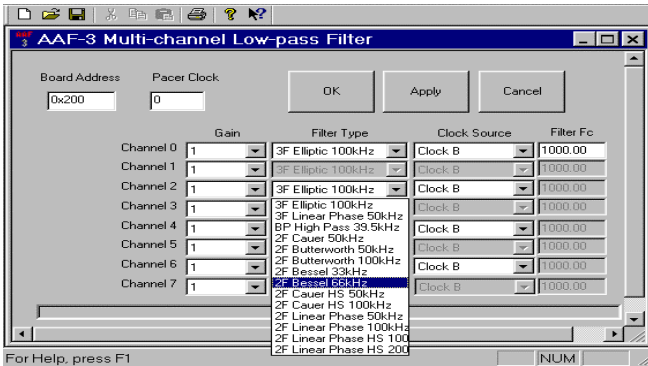 AAF 3 AAF-3 Multi-channel Low-pass Filter
Board Address Pacer Clock
0x200 0 OK Apply Cancel
Gain Filter Type Clock Source Filter Fc
Channel 0 1 3F Elliptic 100kHz Clock B 1000.00
Channel 1 1 3F Elliptic 100kHz Clock B 1000.00
Channel 2 1 3F Elliptic 100kHz Clock B 1000.00
Channel 3 1 Clock B 1000.00
Channel 4 1 Clock B 1000.00
Channel 5 1 Clock B 1000.00
Channel 6 1 Clock B 1000.00
Channel 7 1 Clock B 1000.00
3F Elliptic 100kHz
3F Linear Phase 50kHz
BP High Pass 39.5kHz
2F Cauer 50kHz
2F Butterworth 50kHz
2F Butterworth 100kHz
2F Bessel 33kHz
2F Bessel 66kHz
2F Cauer HS 50kHz
2F Cauer HS 100kHz
2F Linear Phase 50kHz
2F Linear Phase 100kHz
2F Linear Phase HS 100
2F Linear Phase HS 200
For Help, press F1 NUM